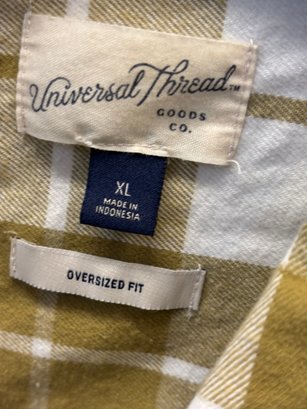 Universal Thread™
GOODS
CO.
XL
MADE IN
INDONESIA
OVERSIZED FIT